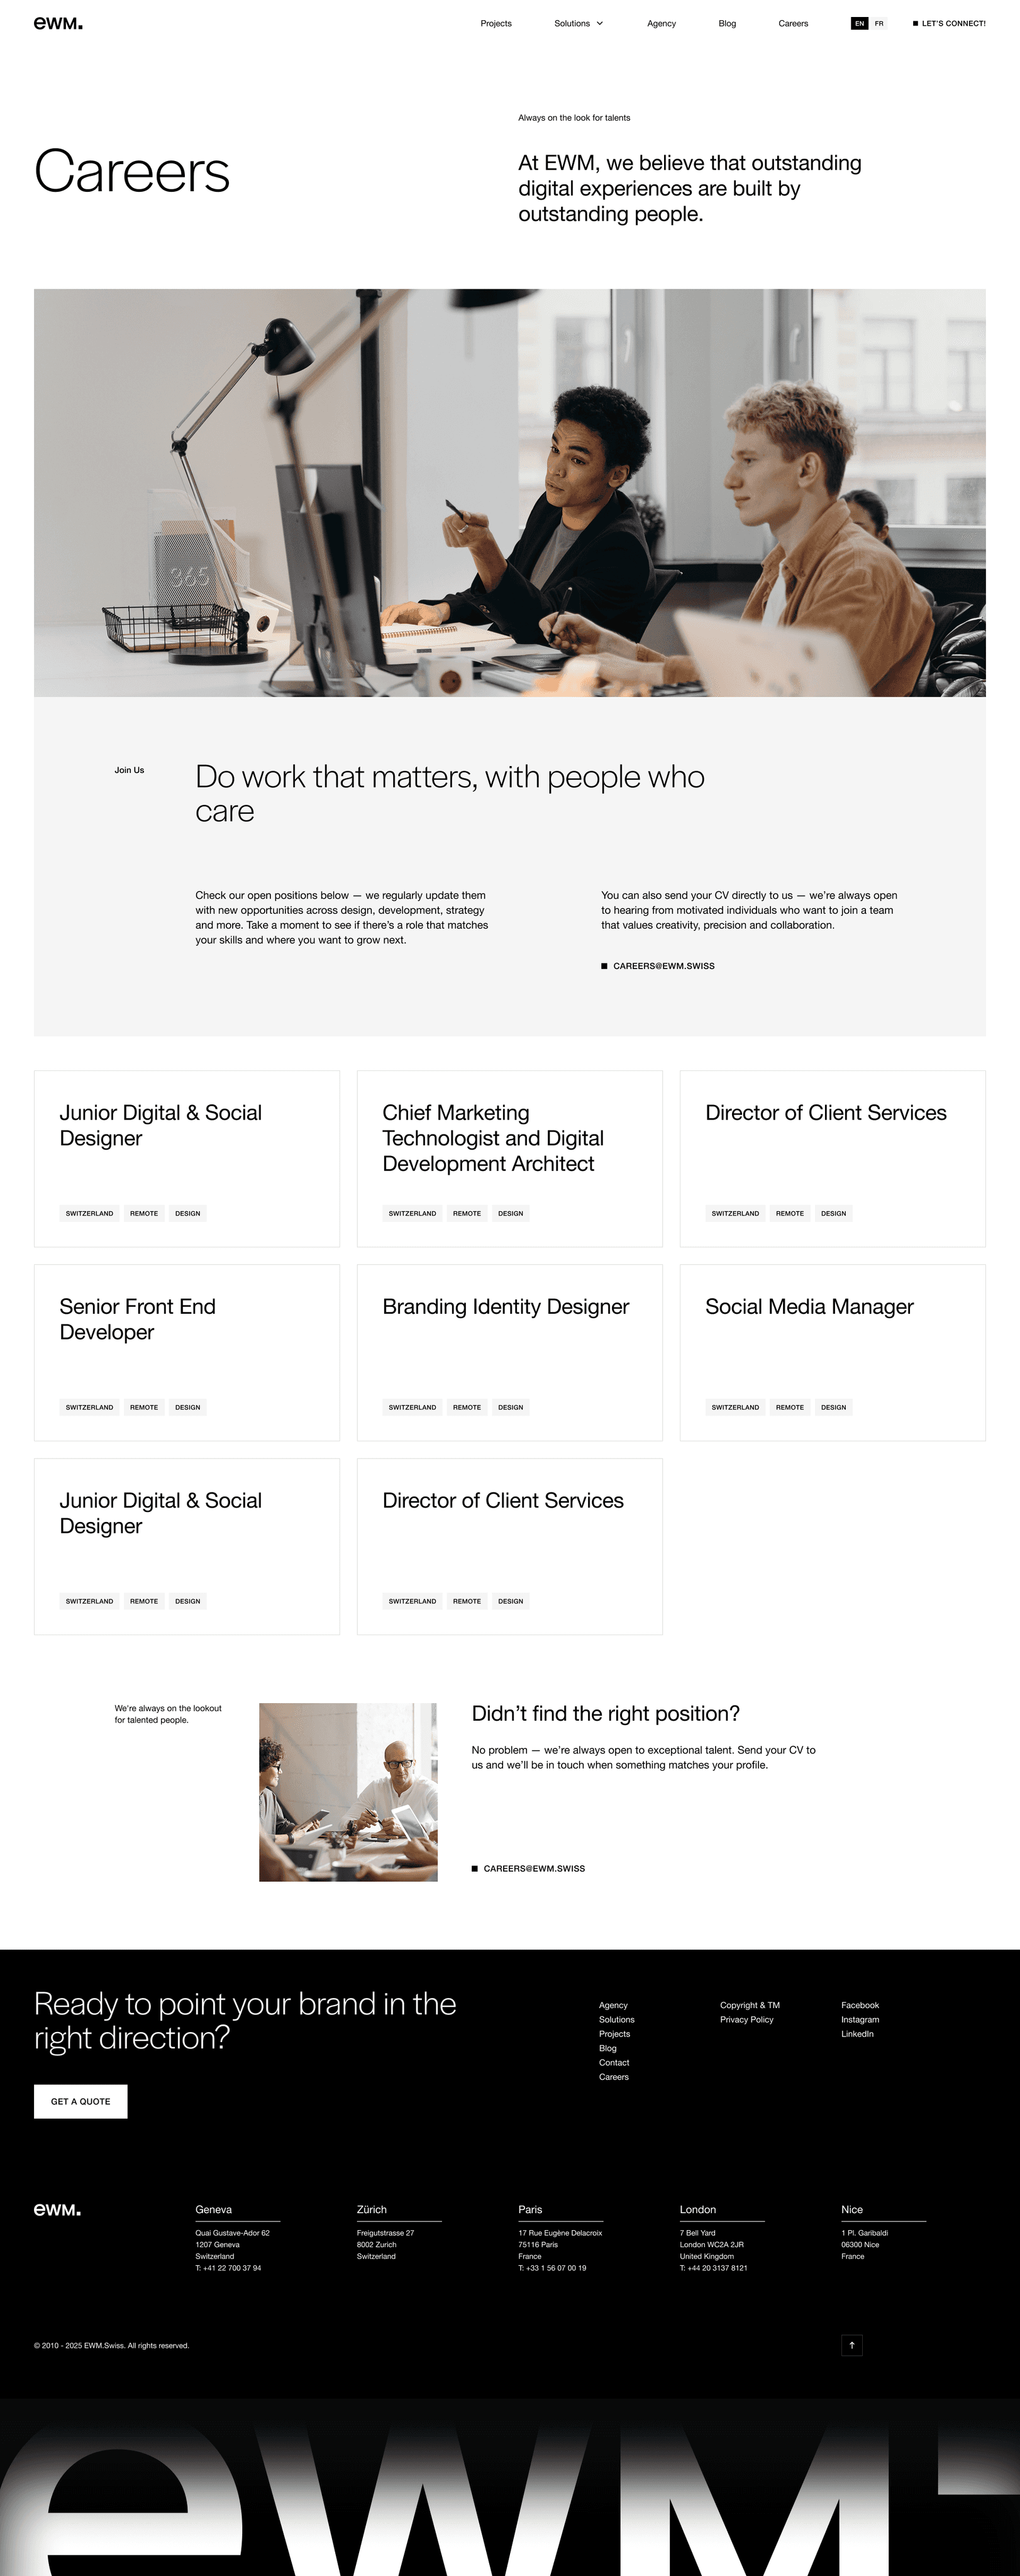 ewm.
Projects
Solutions
Agency
Blog
Careers
EN
FR
LET'S CONNECT!
Always on the look for talents
Careers
At EWM, we believe that outstanding
digital experiences are built by
outstanding people.
365
Join Us
Do work that matters, with people who
care
Check our open positions below — we regularly update them
with new opportunities across design, development, strategy
and more. Take a moment to see if there's a role that matches
your skills and where you want to grow next.
You can also send your CV directly to us — we're always open
to hearing from motivated individuals who want to join a team
that values creativity, precision and collaboration.
CAREERS@EWM.SWISS
Junior Digital & Social
Designer
SWITZERLAND
REMOTE
DESIGN
Chief Marketing
Technologist and Digital
Development Architect
SWITZERLAND
REMOTE
DESIGN
Director of Client Services
SWITZERLAND
REMOTE
DESIGN
Senior Front End
Developer
SWITZERLAND
REMOTE
DESIGN
Branding Identity Designer
SWITZERLAND
REMOTE
DESIGN
Social Media Manager
SWITZERLAND
REMOTE
DESIGN
Junior Digital & Social
Designer
SWITZERLAND
REMOTE
DESIGN
Director of Client Services
SWITZERLAND
REMOTE
DESIGN
We're always on the lookout
for talented people.
Didn't find the right position?
No problem — we're always open to exceptional talent. Send your CV to
us and we'll be in touch when something matches your profile.
CAREERS@EWM.SWISS
Ready to point your brand in the
right direction?
GET A QUOTE
Agency
Solutions
Projects
Blog
Contact
Careers
Copyright & TM
Privacy Policy
Facebook
Instagram
LinkedIn
ewm.
Geneva
Quai Gustave-Ador 62
1207 Geneva
Switzerland
T: +41 22 700 37 94
Zürich
Freigutstrasse 27
8002 Zurich
Switzerland
Paris
17 Rue Eugène Delacroix
75116 Paris
France
T: +33 1 56 07 00 19
London
7 Bell Yard
London WC2A 2JR
United Kingdom
T: +44 20 3137 8121
Nice
1 Pl. Garibaldi
06300 Nice
France
© 2010 - 2025 EWM.Swiss. All rights reserved.
ewm